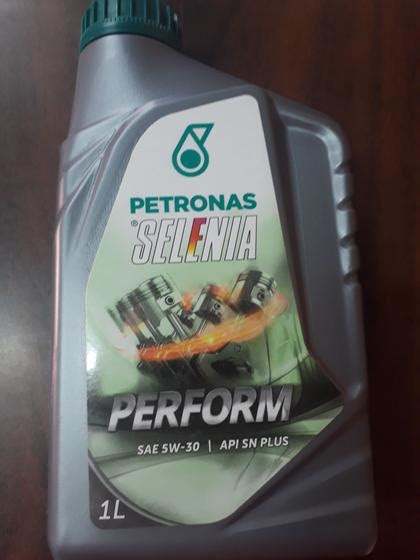 PETRONAS
®SELENIA
PERFORM
SAE 5W-30 | API SN PLUS
1L